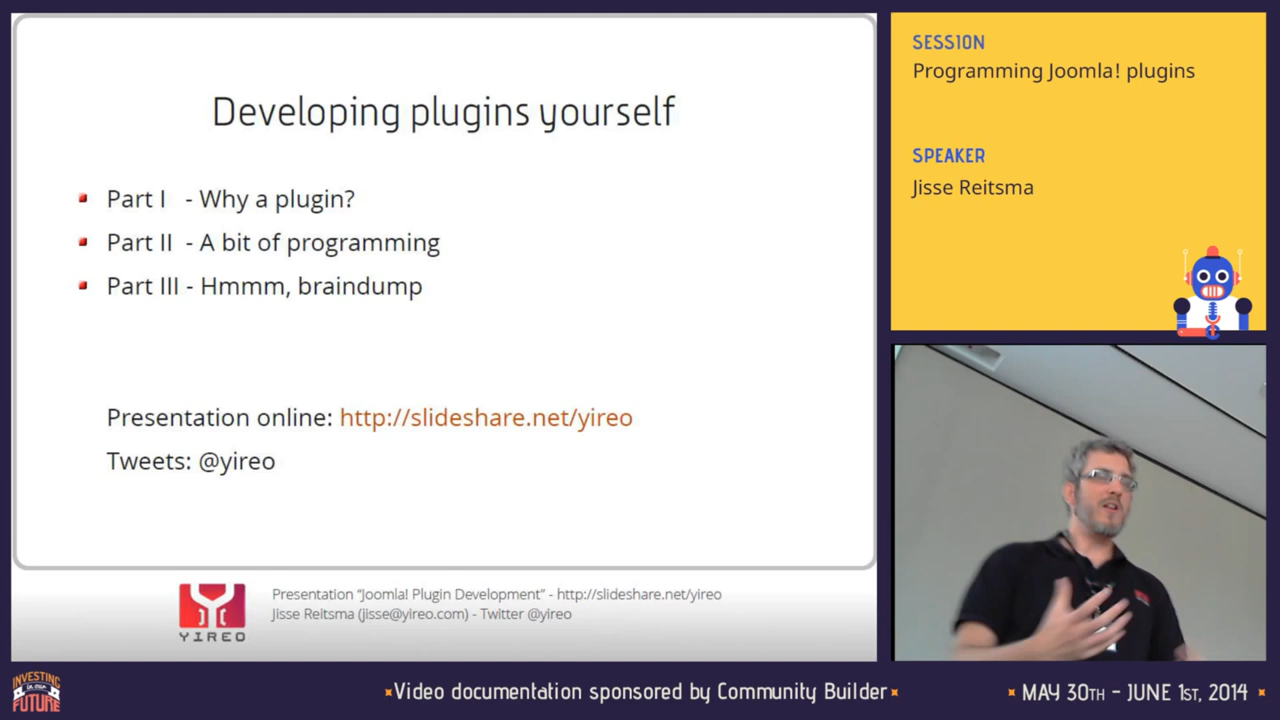 Developing plugins yourself
Part I - Why a plugin?
Part II - A bit of programming
Part III - Hmmm, braindump
Presentation online: http://slideshare.net/yireo
Tweets: @yireo
YIREO
Presentation “Joomla! Plugin Development” - http://slideshare.net/yireo
Jisse Reitsma (jisse@yireo.com) - Twitter @yireo
SESSION
Programming Joomla! plugins
SPEAKER
Jisse Reitsma
INVESTING
IN OUR
FUTURE
Video documentation sponsored by Community Builder
MAY 30TH - JUNE 1ST, 2014